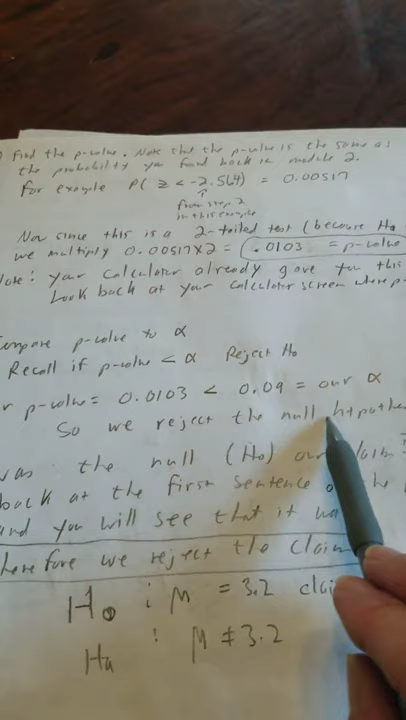 ) Find the p-value. Note that the p-value is the same as
the probability you found back in module 2.
For example P(Z < -2.564) = 0.00517
↑
from step 2
in this example
Now since this is a 2-tailed test (because Ha
we multiply 0.00517x2 = .0103 = p-value
Note: your calculator already gave you this
Look back at your calculator screen where p-
Compare p-value to α
Recall if p-value < α Reject Ho
r p-value = 0.0103 < 0.09 = our α
So we reject the null hypothe
was the null (Ho) our claim?
back at the first sentence of the
and you will see that it
herefore we reject the claim
Ho : μ = 3.2 clai
Ha : μ ≠ 3.2